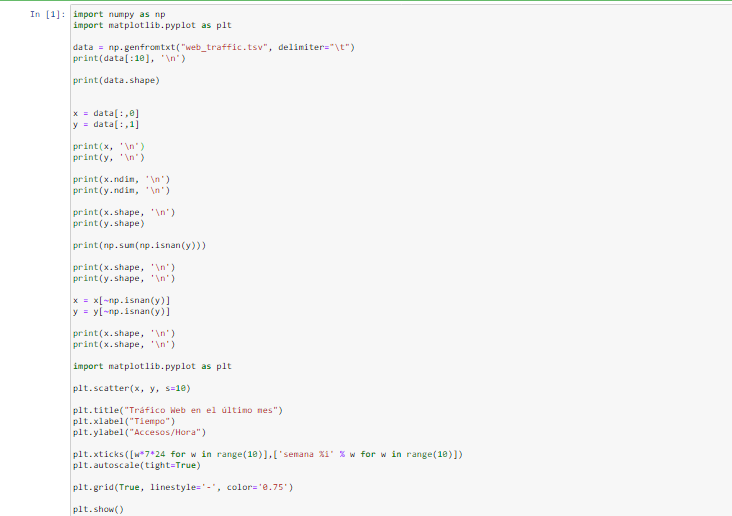 In [1]: import numpy as np
import matplotlib.pyplot as plt
data = np.genfromtxt("web_traffic.tsv", delimiter="\t")
print(data[:10], '\n')
print(data.shape)
x = data[:,0]
y = data[:,1]
print(x, '\n')
print(y, '\n')
print(x.ndim, '\n')
print(y.ndim, '\n')
print(x.shape, '\n')
print(y.shape)
print(np.sum(np.isnan(y)))
print(x.shape, '\n')
print(y.shape, '\n')
x = x[~np.isnan(y)]
y = y[~np.isnan(y)]
print(x.shape, '\n')
print(x.shape, '\n')
import matplotlib.pyplot as plt
plt.scatter(x, y, s=10)
plt.title("Tráfico Web en el último mes")
plt.xlabel("Tiempo")
plt.ylabel("Accesos/Hora")
plt.xticks([w*7*24 for w in range(10)],['semana %i' % w for w in range(10)])
plt.autoscale(tight=True)
plt.grid(True, linestyle='-', color='0.75')
plt.show()